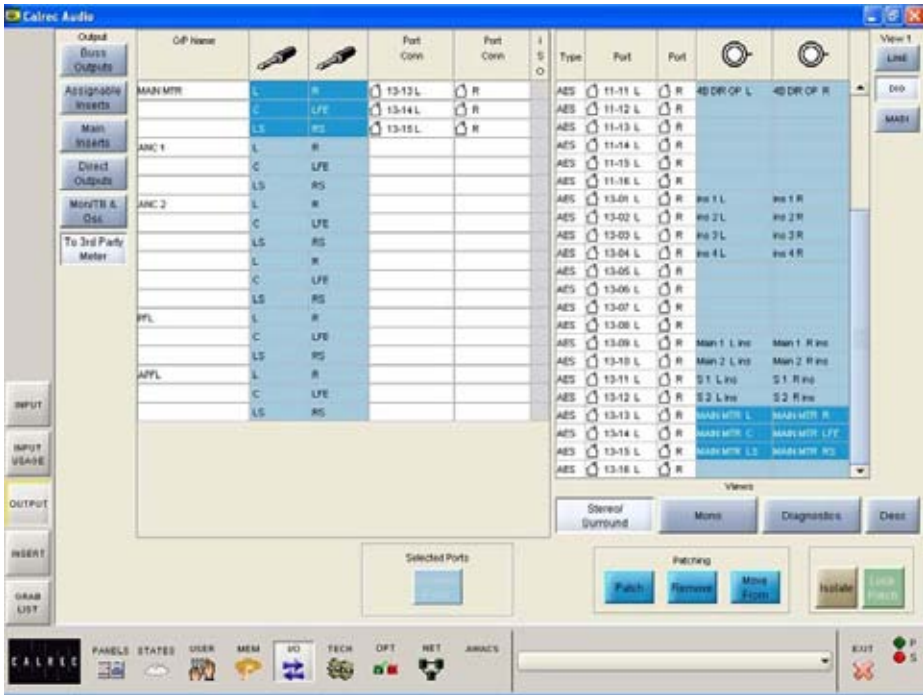 Calrec Audio
Output
Buss Outputs
Assignable Inserts
Main Inserts
Direct Outputs
Mon/TB & Osc
To 3rd Party Meter
INPUT
INPUT USAGE
OUTPUT
INSERT
GRAB LIST
O/P Name Port Conn Port Conn I S O
MAIN MTR L R 13-13 L R
C LFE 13-14 L R
LS RS 13-15 L R
ANC 1 L R
C LFE
LS RS
ANC 2 L R
C LFE
LS RS
L R
C LFE
LS RS
PFL L R
C LFE
LS RS
APFL L R
C LFE
LS RS
Type Port Port
AES 11-11 L R 4B DIR OP L 4B DIR OP R
AES 11-12 L R
AES 11-13 L R
AES 11-14 L R
AES 11-15 L R
AES 11-16 L R
AES 13-01 L R ins 1 L ins 1 R
AES 13-02 L R ins 2 L ins 2 R
AES 13-03 L R ins 3 L ins 3 R
AES 13-04 L R ins 4 L ins 4 R
AES 13-05 L R
AES 13-06 L R
AES 13-07 L R
AES 13-08 L R
AES 13-09 L R Main 1 L ins Main 1 R ins
AES 13-10 L R Main 2 L ins Main 2 R ins
AES 13-11 L R S 1 L ins S 1 R ins
AES 13-12 L R S 2 L ins S 2 R ins
AES 13-13 L R MAIN MTR L MAIN MTR R
AES 13-14 L R MAIN MTR C MAIN MTR LFE
AES 13-15 L R MAIN MTR LS MAIN MTR RS
AES 13-16 L R
View 1
LINE
DIO
MADI
Views
Stereo/ Surround
Mono
Diagnostics
Desc
Selected Ports
Patching
Patch
Remove
Move From
Isolate
Patch
CALREC
PANELS
STATES
USER
MEM
I/O
TECH
OPT
NET
AWACS
EXIT
P
S